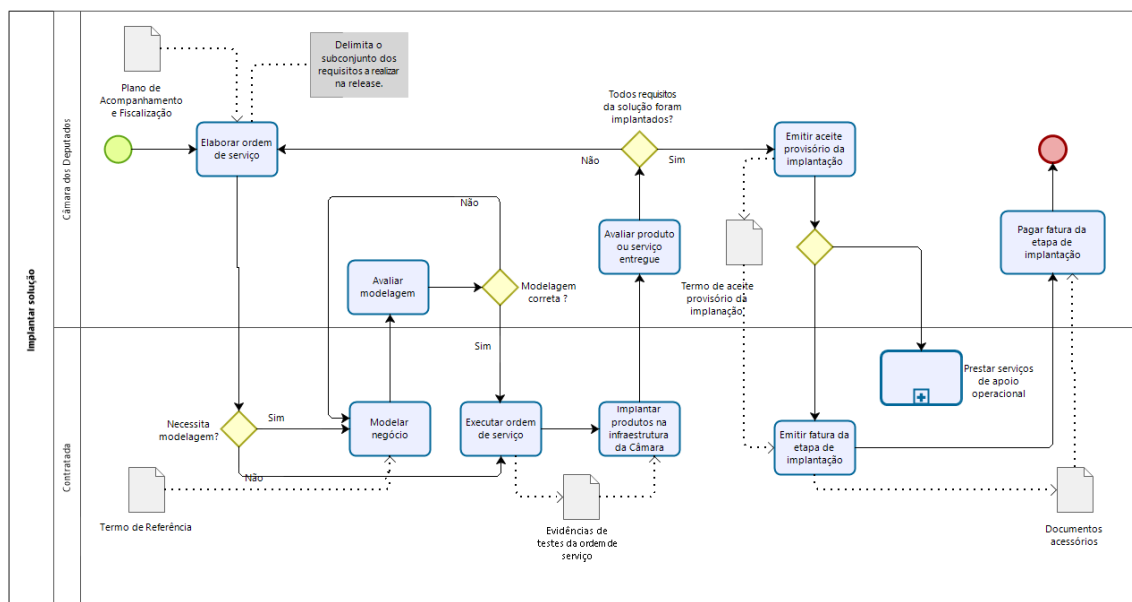 Implantar solução
Câmara dos Deputados
Plano de
Acompanhamento
e Fiscalização
Delimita o
subconjunto dos
requisitos a realizar
na release.
Elaborar ordem
de serviço
Todos requisitos
da solução foram
implantados?
Não
Sim
Emitir aceite
provisório da
implantação
Não
Avaliar
modelagem
Modelagem
correta ?
Avaliar produto
ou serviço
entregue
Termo de aceite
provisório da
implanação
Pagar fatura da
etapa de
implantação
Contratada
Sim
Necessita
modelagem?
Sim
Não
Modelar
negócio
Executar ordem
de serviço
Implantar
produtos na
infraestrutura
da Câmara
Prestar serviços
de apoio
operacional
Emitir fatura da
etapa de
implantação
Termo de Referência
Evidências de
testes da ordem de
serviço
Documentos
acessórios